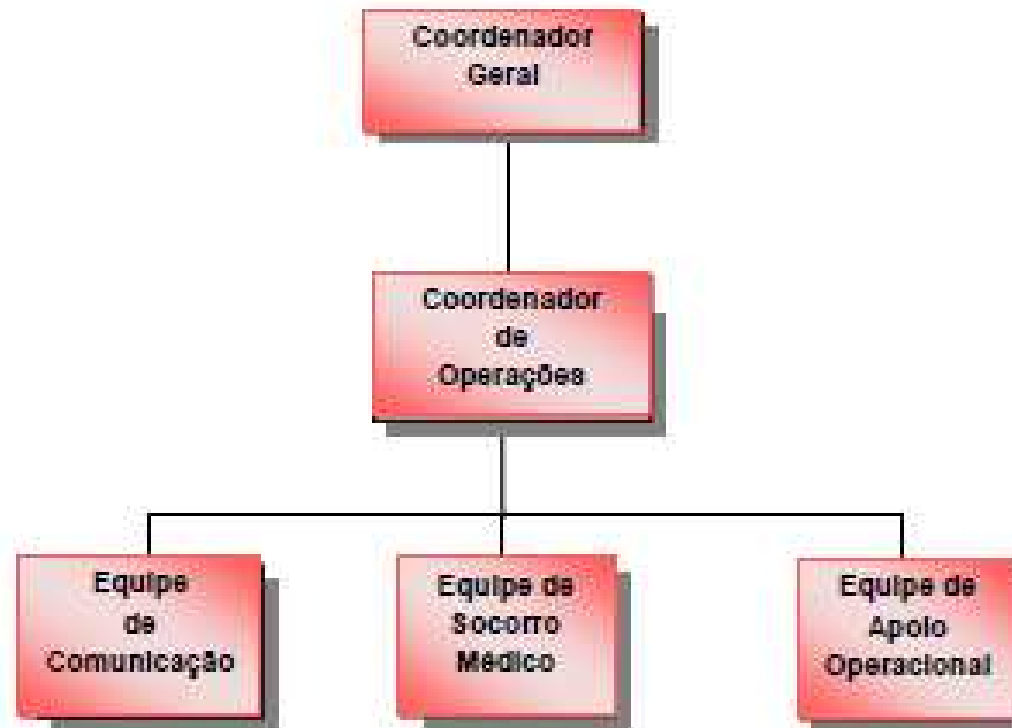 Coordenador
Geral
Coordenador
de
Operações
Equipe
de
Comunicação
Equipe de
Socorro
Médico
Equipe de
Apoio
Operacional